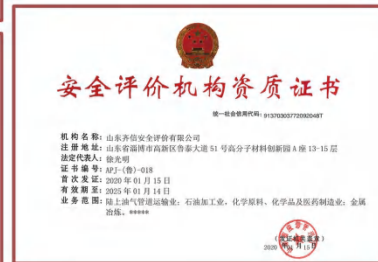 安全评价机构资质证书
统一社会信用代码：91370303772092048T
机构名称：山东齐信安全评价有限公司
注册地址：山东省淄博市高新区鲁泰大道51号高分子材料创新园A座13-15层
法定代表人：徐光明
证书编号：APJ-(鲁)-018
首次发证：2020年01月15日
有效期至：2025年01月14日
业务范围：陆上油气管道运输业；石油加工业，化学原料、化学品及医药制造业；金属
冶炼。*****
(发证机关盖章)
2020年01月15日